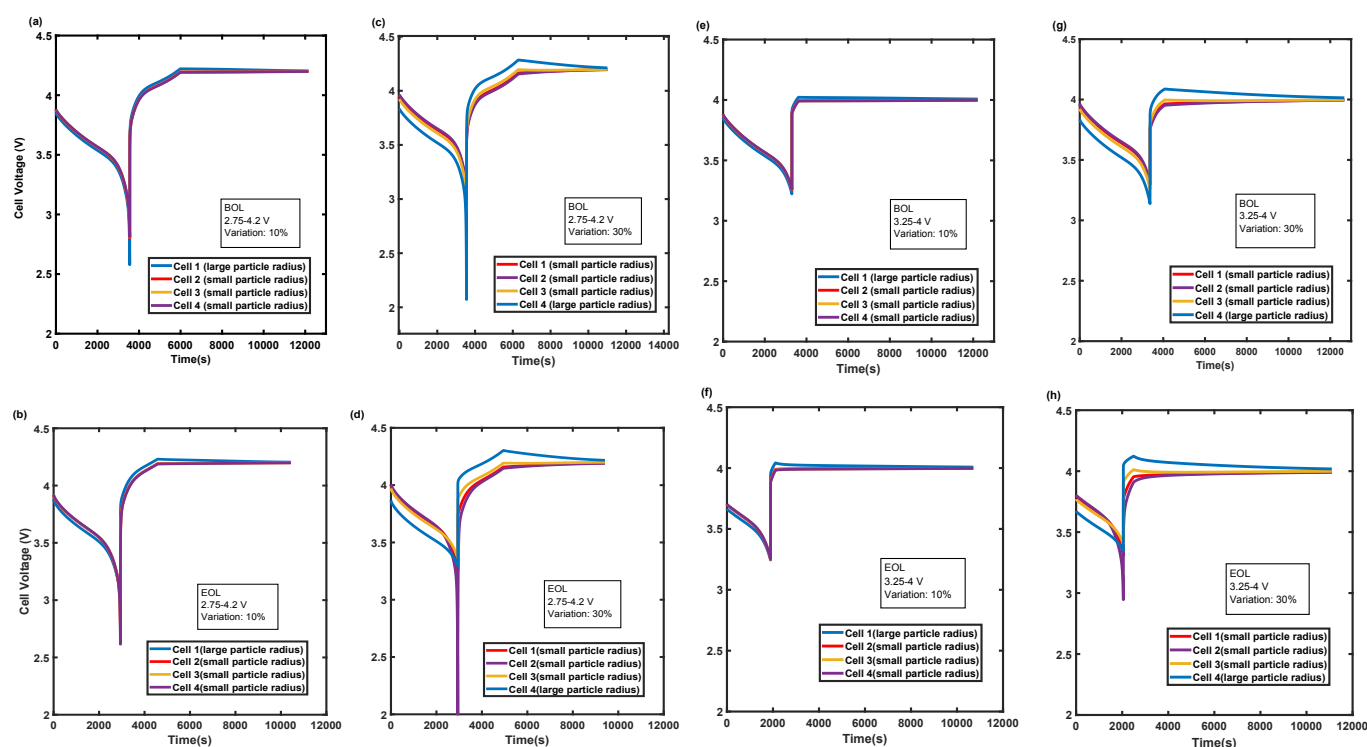 (a)
4.5
4
3.5
3
2.5
2
Cell Voltage (V)
BOL
2.75-4.2 V
Variation: 10%
Cell 1 (large particle radius)
Cell 2 (small particle radius)
Cell 3 (small particle radius)
Cell 4 (small particle radius)
0 2000 4000 6000 8000 10000 12000
Time(s)
(c)
4.5
4
3.5
3
2.5
2
BOL
2.75-4.2 V
Variation: 30%
Cell 1 (small particle radius)
Cell 2 (small particle radius)
Cell 3 (small particle radius)
Cell 4 (large particle radius)
0 2000 4000 6000 8000 10000 12000 14000
Time(s)
(e)
4.5
4
3.5
3
2.5
2
BOL
3.25-4 V
Variation: 10%
Cell 1 (large particle radius)
Cell 2 (small particle radius)
Cell 3 (small particle radius)
Cell 4 (small particle radius)
0 2000 4000 6000 8000 10000 12000
Time(s)
(g)
4.5
4
3.5
3
2.5
2
BOL
3.25-4 V
Variation: 30%
Cell 1 (small particle radius)
Cell 2 (small particle radius)
Cell 3 (small particle radius)
Cell 4 (large particle radius)
0 2000 4000 6000 8000 10000 12000
Time(s)
(b)
4.5
4
3.5
3
2.5
2
Cell Voltage (V)
EOL
2.75-4.2 V
Variation: 10%
Cell 1(large particle radius)
Cell 2(small particle radius)
Cell 3(small particle radius)
Cell 4(small particle radius)
0 2000 4000 6000 8000 10000 12000
Time(s)
(d)
4.5
4
3.5
3
2.5
2
EOL
2.75-4.2 V
Variation: 30%
Cell 1(small particle radius)
Cell 2(small particle radius)
Cell 3(small particle radius)
Cell 4(large particle radius)
0 2000 4000 6000 8000 10000
Time(s)
(f)
4.5
4
3.5
3
2.5
2
EOL
3.25-4 V
Variation: 10%
Cell 1(large particle radius)
Cell 2(small particle radius)
Cell 3(small particle radius)
Cell 4(small particle radius)
0 2000 4000 6000 8000 10000 12000
Time(s)
(h)
4.5
4
3.5
3
2.5
2
EOL
3.25-4 V
Variation: 30%
Cell 1(small particle radius)
Cell 2(small particle radius)
Cell 3(small particle radius)
Cell 4(large particle radius)
0 2000 4000 6000 8000 10000 12000
Time(s)